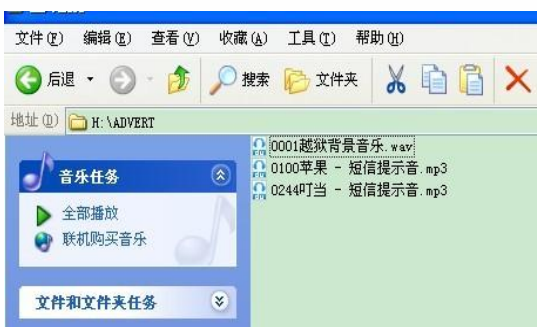 文件(F) 编辑(E) 查看(V) 收藏(A) 工具(T) 帮助(H)
后退 搜索 文件夹
地址(D) H:\ADVERT
0001越狱背景音乐.wav
0100苹果 - 短信提示音.mp3
0244叮当 - 短信提示音.mp3
音乐任务
全部播放
联机购买音乐
文件和文件夹任务